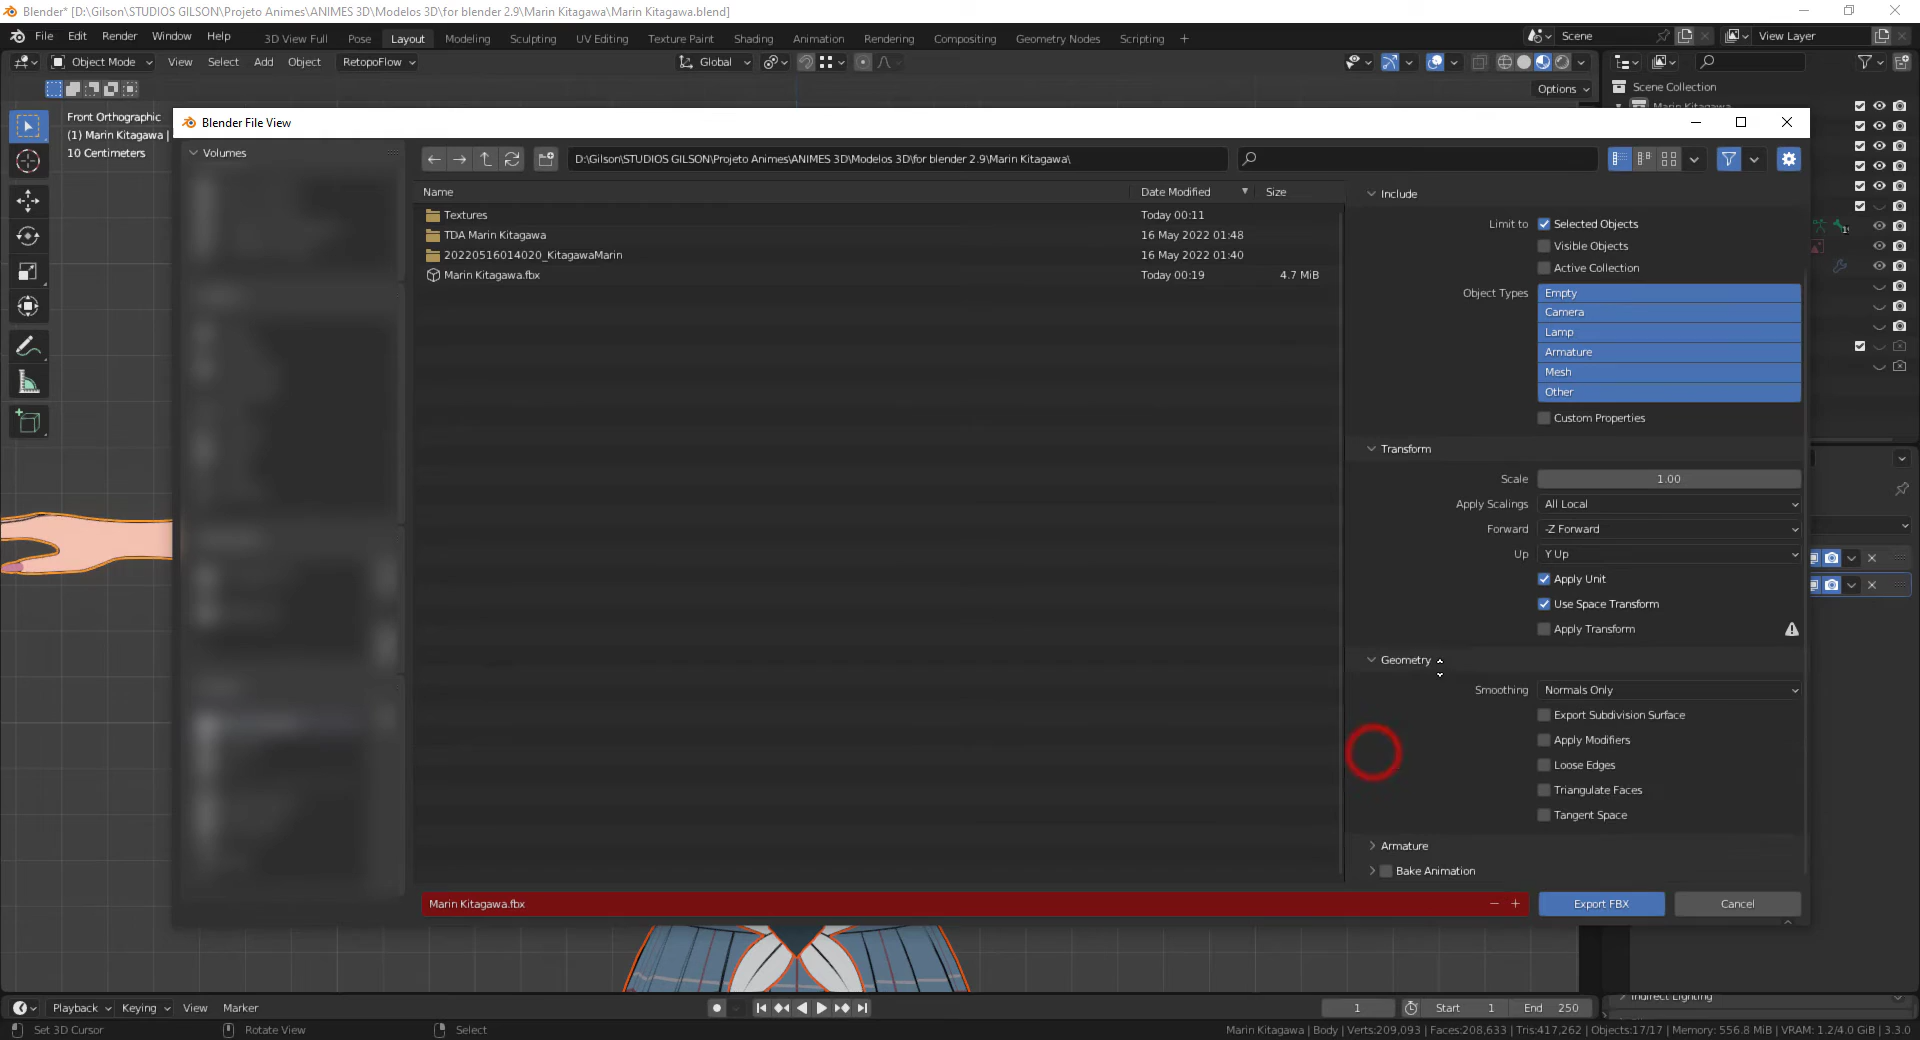 Blender* [D:\Gilson\STUDIOS GILSON\Projeto Animes\ANIMES 3D\Modelos 3D\for blender 2.9\Marin Kitagawa\Marin Kitagawa.blend]
File Edit Render Window Help 3D View Full Pose Layout Modeling Sculpting UV Editing Texture Paint Shading Animation Rendering Compositing Geometry Nodes Scripting + Scene View Layer
Object Mode View Select Add Object RetopoFlow Global
Options Scene Collection
Front Orthographic
(1) Marin Kitagawa |
10 Centimeters
Blender File View
Volumes
D:\Gilson\STUDIOS GILSON\Projeto Animes\ANIMES 3D\Modelos 3D\for blender 2.9\Marin Kitagawa\
Name Date Modified Size
Textures Today 00:11
TDA Marin Kitagawa 16 May 2022 01:48
20220516014020_KitagawaMarin 16 May 2022 01:40
Marin Kitagawa.fbx Today 00:19 4.7 MiB
Include
Limit to Selected Objects
Visible Objects
Active Collection
Object Types Empty
Camera
Lamp
Armature
Mesh
Other
Custom Properties
Transform
Scale 1.00
Apply Scalings All Local
Forward -Z Forward
Up Y Up
Apply Unit
Use Space Transform
Apply Transform
Geometry
Smoothing Normals Only
Export Subdivision Surface
Apply Modifiers
Loose Edges
Triangulate Faces
Tangent Space
Armature
Bake Animation
Marin Kitagawa.fbx Export FBX Cancel
Indirect Lighting
Playback Keying View Marker 1 Start 1 End 250
Set 3D Cursor Rotate View Select Marin Kitagawa | Body | Verts:209,093 | Faces:208,633 | Tris:417,262 | Objects:17/17 | Memory: 556.8 MiB | VRAM: 1.2/4.0 GiB | 3.3.0